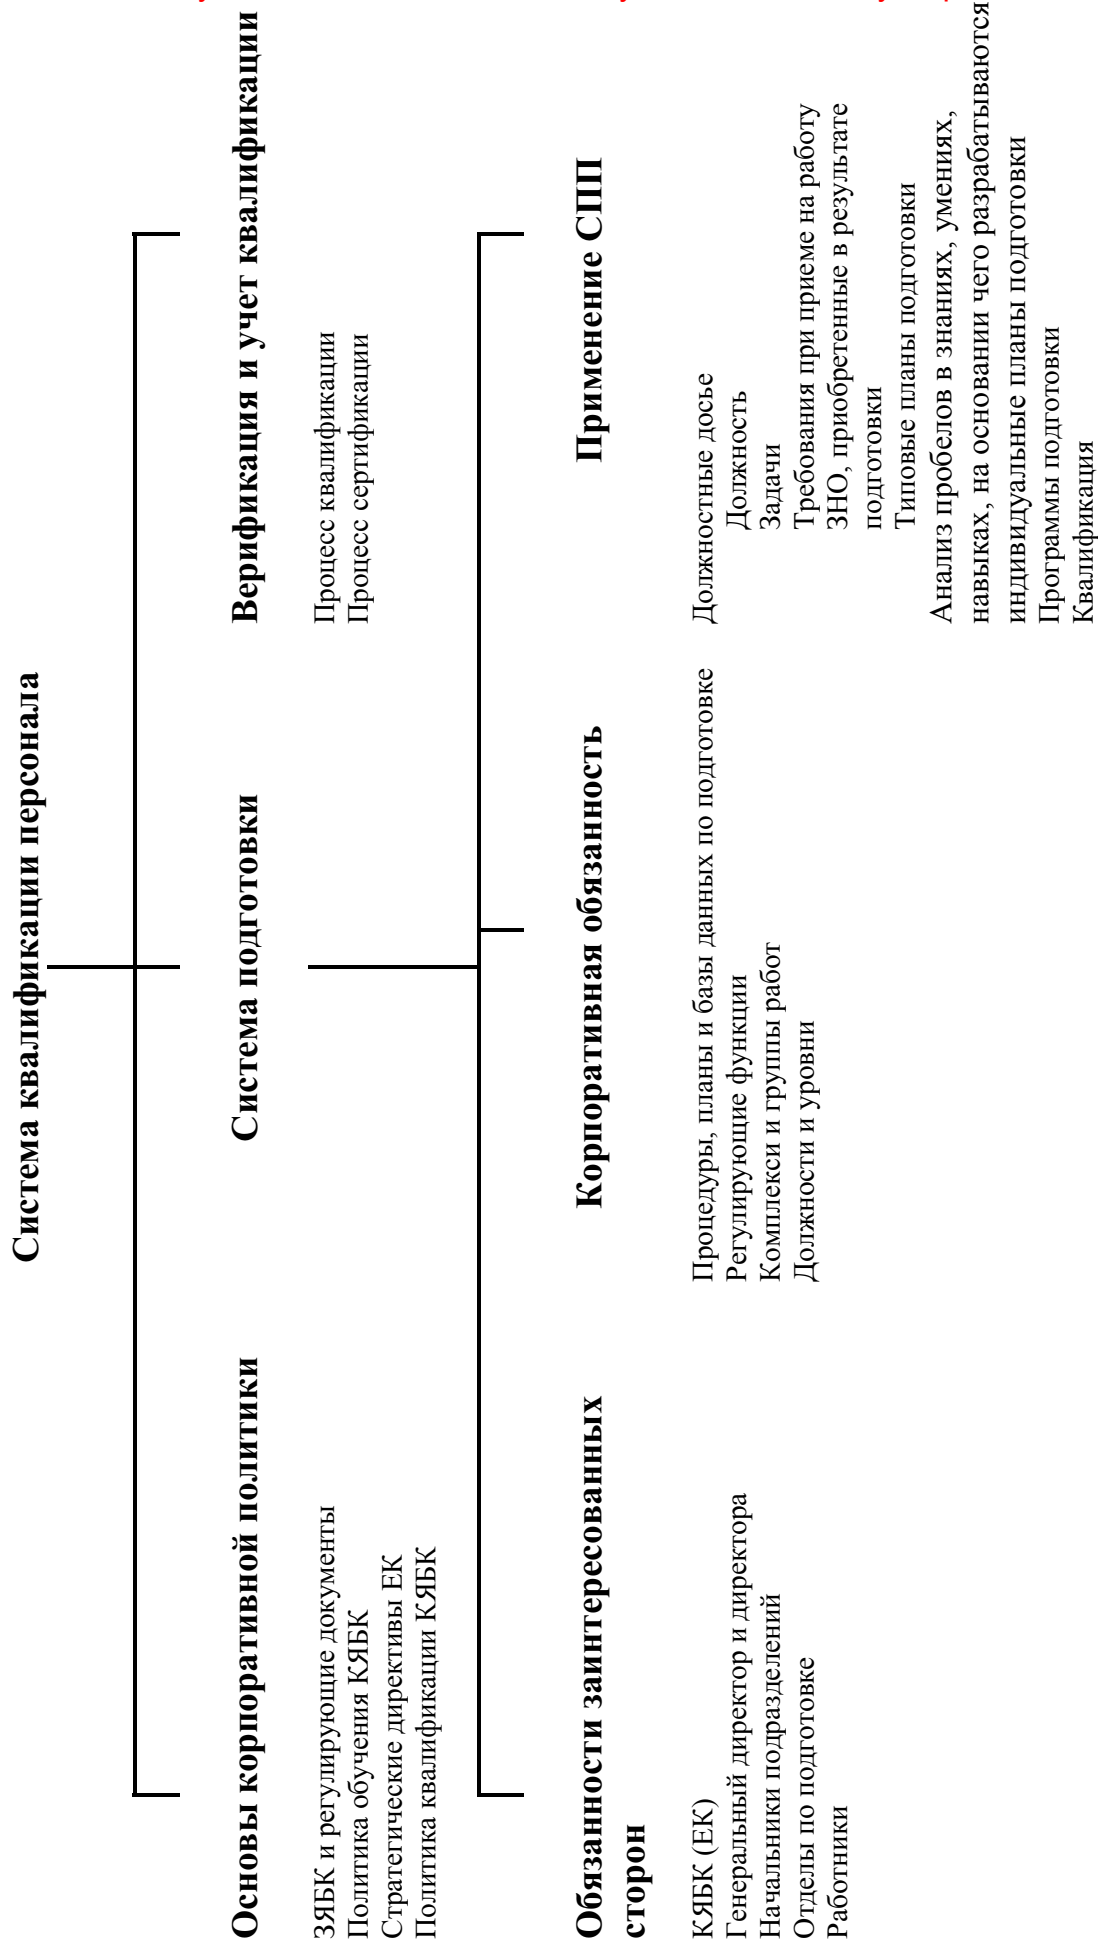 Система квалификации персонала
Основы корпоративной политики
ЗЯБК и регулирующие документы
Политика обучения КЯБК
Стратегические директивы ЕК
Политика квалификации КЯБК
Система подготовки
Верификация и учет квалификации
Процесс квалификации
Процесс сертификации
Обязанности заинтересованных
сторон
КЯБК (ЕК)
Генеральный директор и директора
Начальники подразделений
Отделы по подготовке
Работники
Корпоративная обязанность
Процедуры, планы и базы данных по подготовке
Регулирующие функции
Комплекси и группы работ
Должности и уровни
Применение СПП
Должностные досье
Должность
Задачи
Требования при приеме на работу
ЗНО, приобретенные в результате
подготовки
Типовые планы подготовки
Анализ пробелов в знаниях, умениях,
навыках, на основании чего разрабатываются
индивидуальные планы подготовки
Программы подготовки
Квалификация